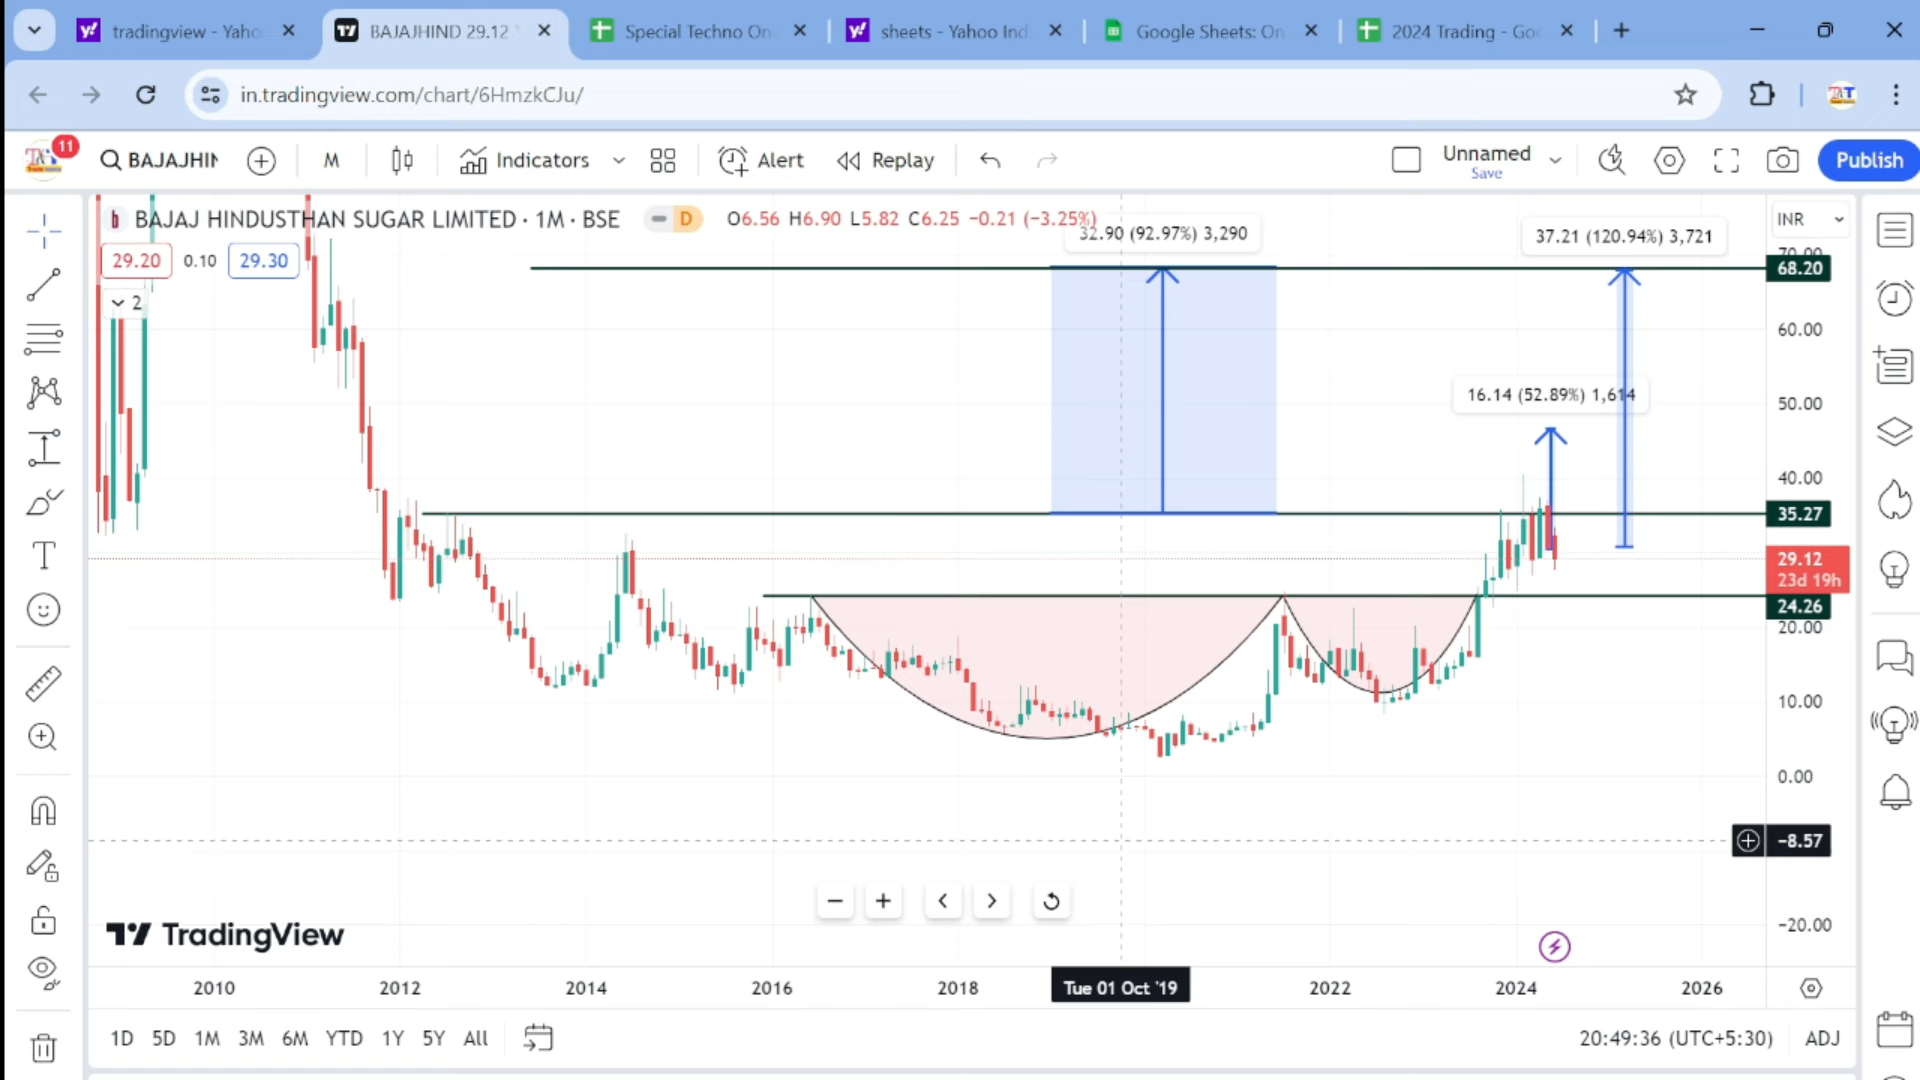 tradingview - Yaho
BAJAJHIND 29.12
Special Techno On
sheets - Yahoo Ind
Google Sheets: On
2024 Trading - Go
in.tradingview.com/chart/6HmzkCJu/
11
BAJAJHIN
M
Indicators
Alert
Replay
Unnamed
Save
Publish
BAJAJ HINDUSTHAN SUGAR LIMITED · 1M · BSE
D
O6.56 H6.90 L5.82 C6.25 −0.21 (−3.25%)
INR
32.90 (92.97%) 3,290
37.21 (120.94%) 3,721
29.20
0.10
29.30
2
70.00
68.20
60.00
16.14 (52.89%) 1,614
50.00
40.00
35.27
29.12
23d 19h
24.26
20.00
10.00
0.00
−8.57
−20.00
TradingView
2010
2012
2014
2016
2018
Tue 01 Oct '19
2022
2024
2026
1D
5D
1M
3M
6M
YTD
1Y
5Y
All
20:49:36 (UTC+5:30)
ADJ